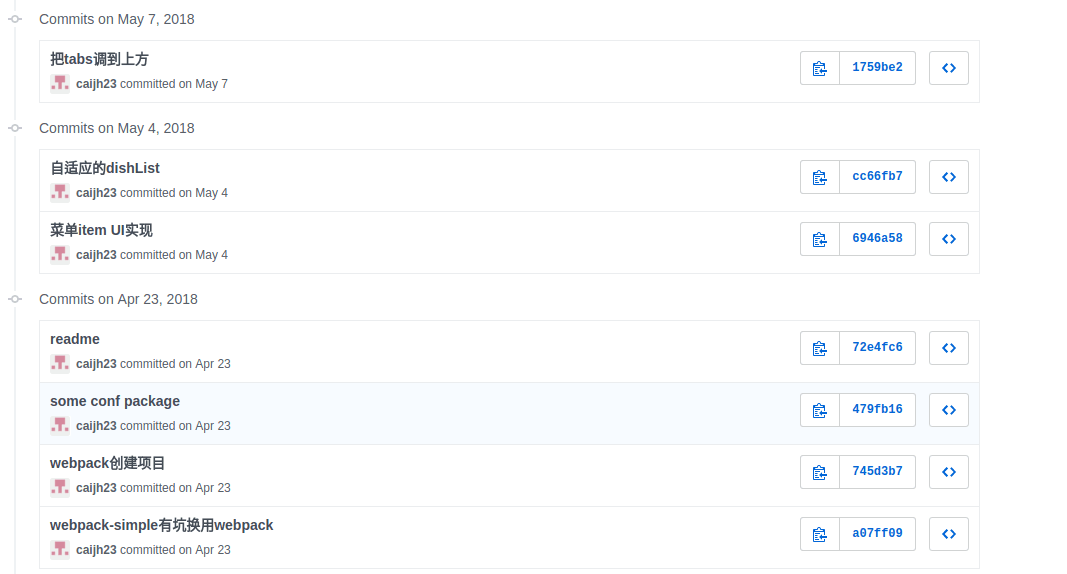 Commits on May 7, 2018
把tabs调到上方
1759be2
caijh23 committed on May 7
Commits on May 4, 2018
自适应的dishList
cc66fb7
caijh23 committed on May 4
菜单item UI实现
6946a58
caijh23 committed on May 4
Commits on Apr 23, 2018
readme
72e4fc6
caijh23 committed on Apr 23
some conf package
479fb16
caijh23 committed on Apr 23
webpack创建项目
745d3b7
caijh23 committed on Apr 23
webpack-simple有坑换用webpack
a07ff09
caijh23 committed on Apr 23